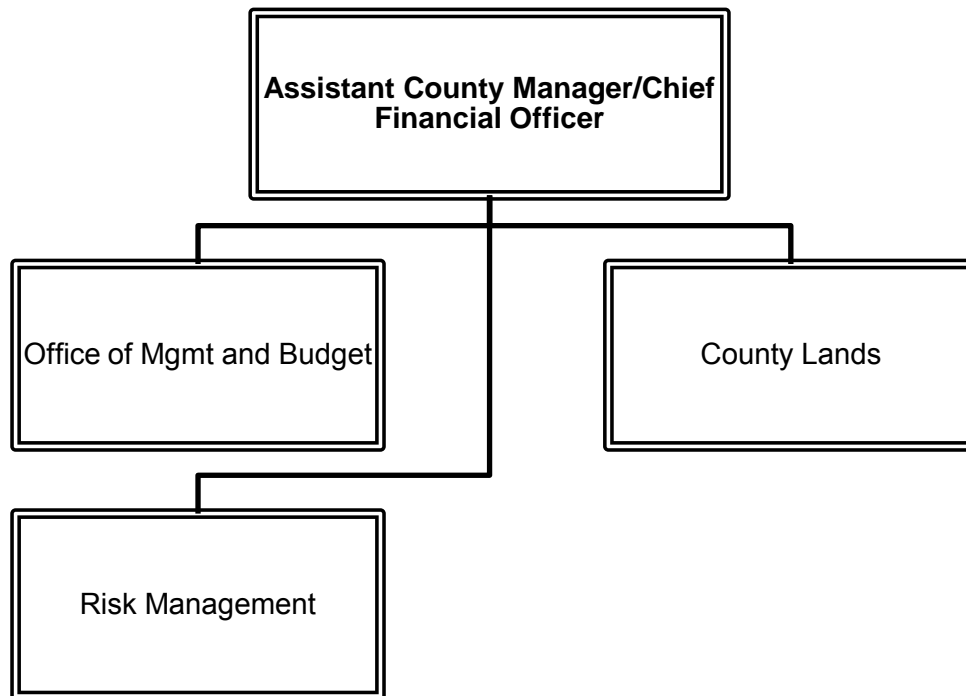 Assistant County Manager/Chief
Financial Officer
Office of Mgmt and Budget
County Lands
Risk Management